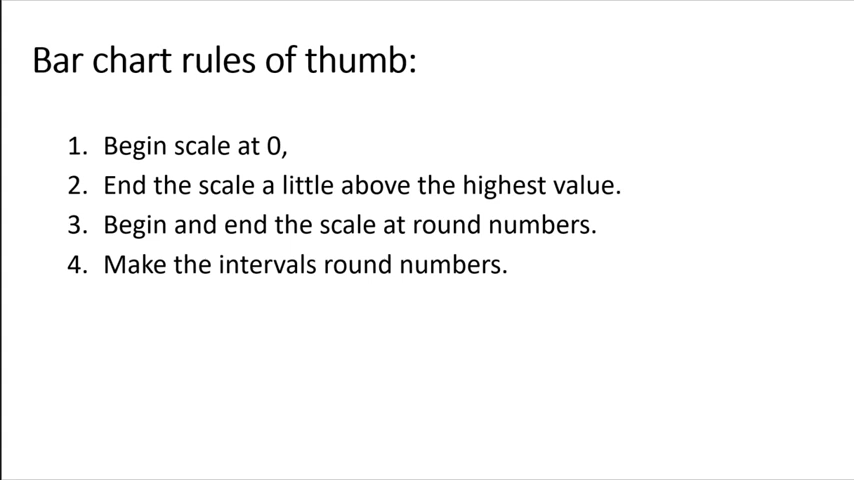 Bar chart rules of thumb:
1. Begin scale at 0,
2. End the scale a little above the highest value.
3. Begin and end the scale at round numbers.
4. Make the intervals round numbers.